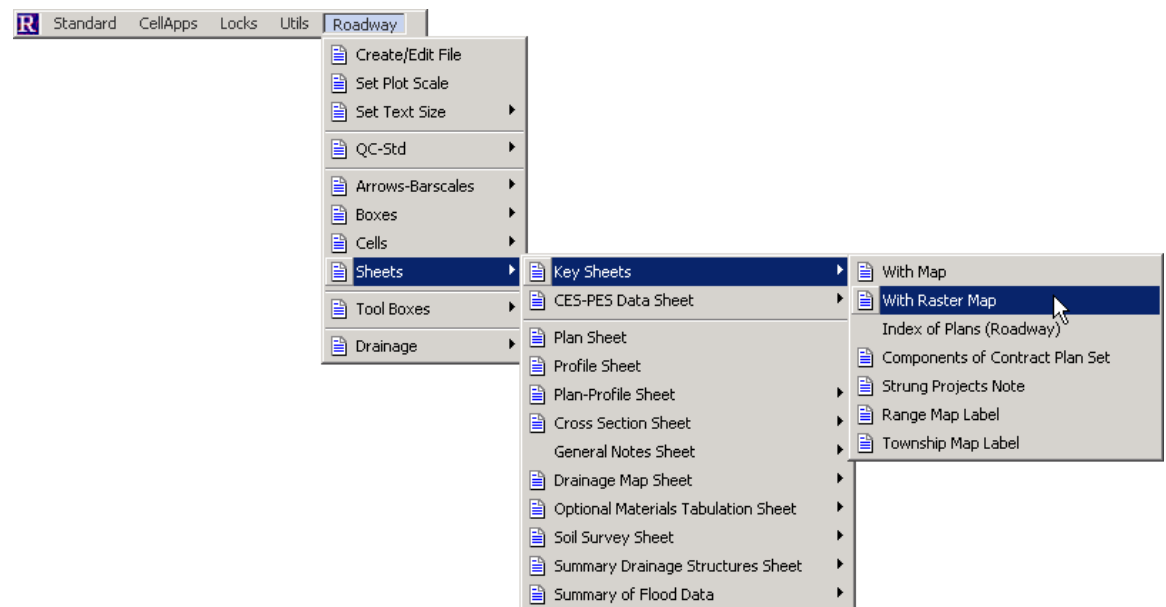 R Standard CellApps Locks Utils Roadway
Create/Edit File
Set Plot Scale
Set Text Size
QC-Std
Arrows-Barscales
Boxes
Cells
Sheets
Tool Boxes
Drainage
Key Sheets
CES-PES Data Sheet
Plan Sheet
Profile Sheet
Plan-Profile Sheet
Cross Section Sheet
General Notes Sheet
Drainage Map Sheet
Optional Materials Tabulation Sheet
Soil Survey Sheet
Summary Drainage Structures Sheet
Summary of Flood Data
With Map
With Raster Map
Index of Plans (Roadway)
Components of Contract Plan Set
Strung Projects Note
Range Map Label
Township Map Label